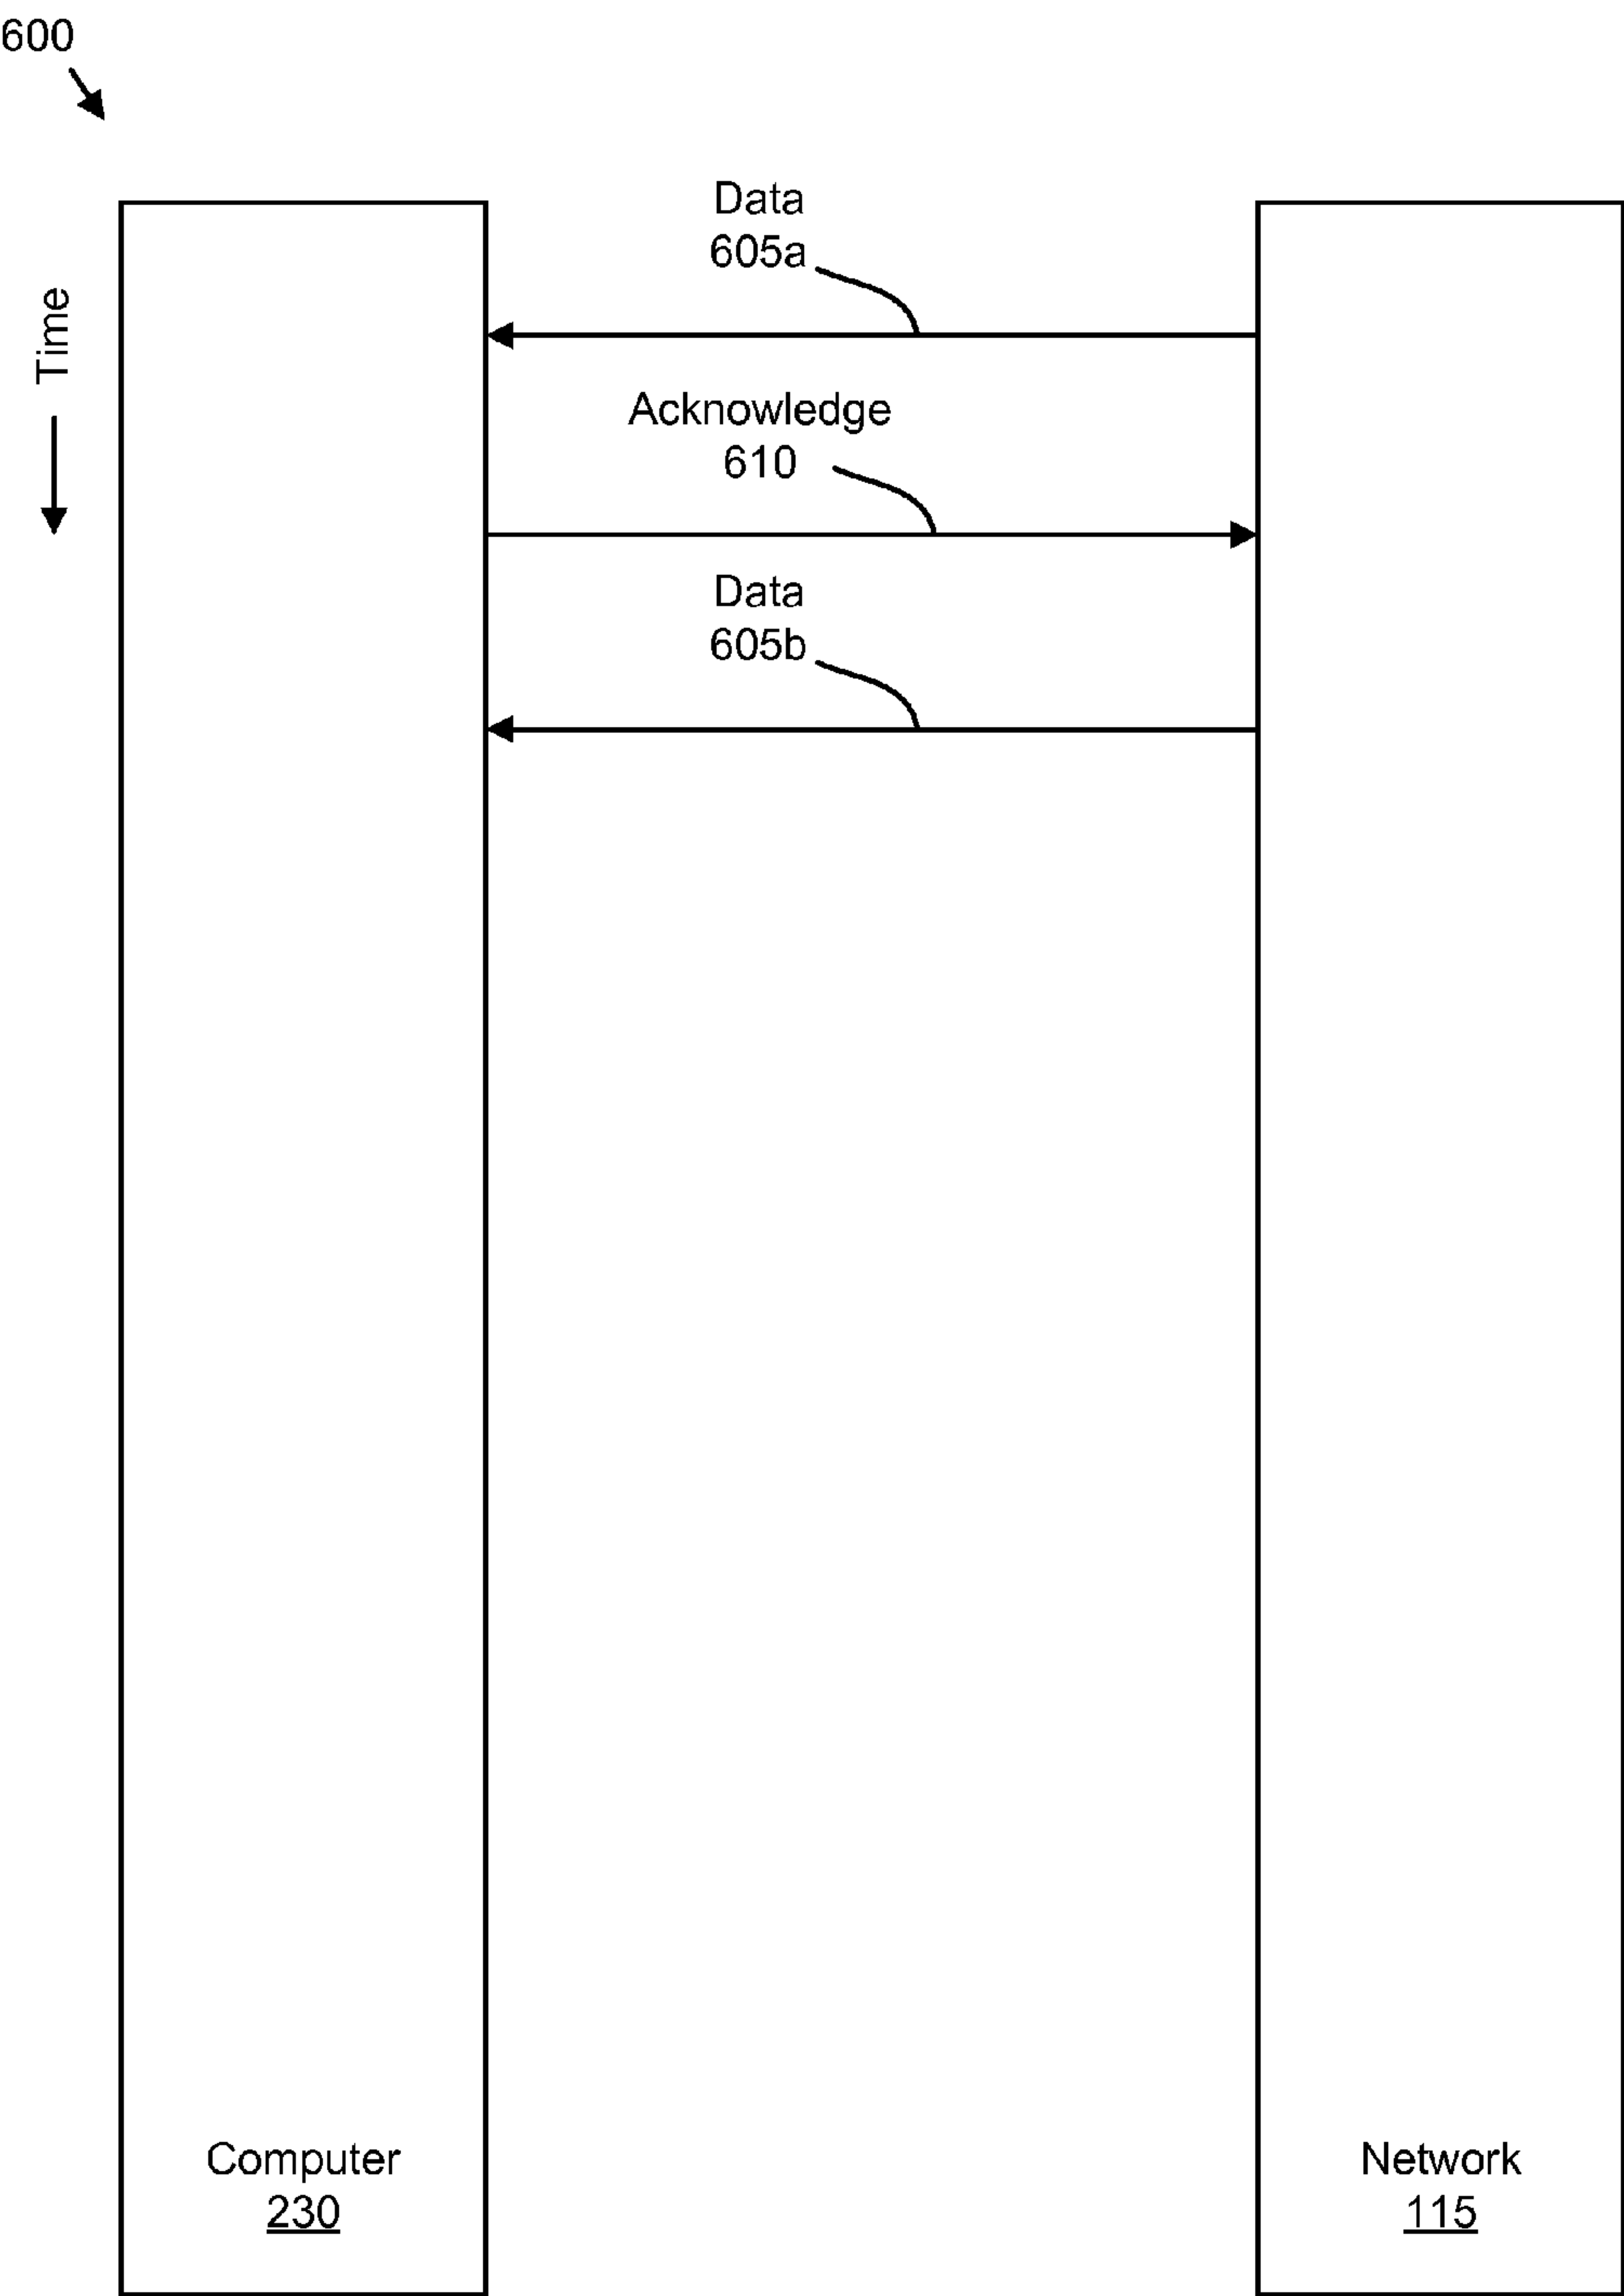 600
Time
Data
605a
Acknowledge
610
Data
605b
Computer
230
Network
115